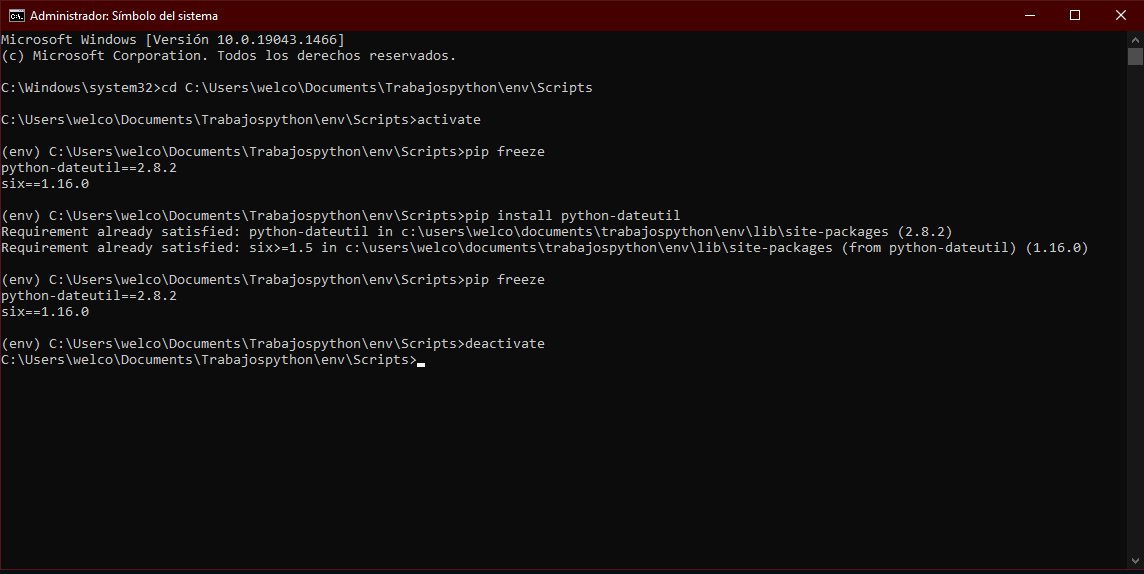 Administrador: Símbolo del sistema
Microsoft Windows [Versión 10.0.19043.1466]
(c) Microsoft Corporation. Todos los derechos reservados.
C:\Windows\system32>cd C:\Users\welco\Documents\Trabajospython\env\Scripts
C:\Users\welco\Documents\Trabajospython\env\Scripts>activate
(env) C:\Users\welco\Documents\Trabajospython\env\Scripts>pip freeze
python-dateutil==2.8.2
six==1.16.0
(env) C:\Users\welco\Documents\Trabajospython\env\Scripts>pip install python-dateutil
Requirement already satisfied: python-dateutil in c:\users\welco\documents\trabajospython\env\lib\site-packages (2.8.2)
Requirement already satisfied: six>=1.5 in c:\users\welco\documents\trabajospython\env\lib\site-packages (from python-dateutil) (1.16.0)
(env) C:\Users\welco\Documents\Trabajospython\env\Scripts>pip freeze
python-dateutil==2.8.2
six==1.16.0
(env) C:\Users\welco\Documents\Trabajospython\env\Scripts>deactivate
C:\Users\welco\Documents\Trabajospython\env\Scripts>